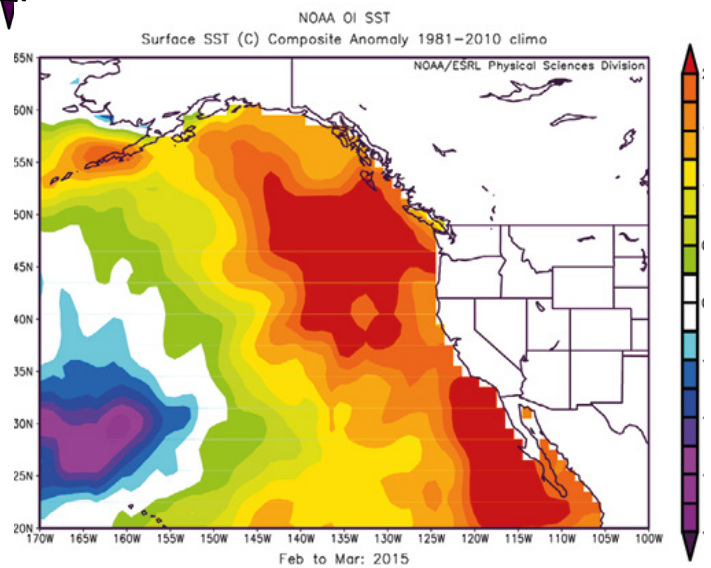 NOAA OI SST
Surface SST (C) Composite Anomaly 1981−2010 climo
NOAA/ESRL Physical Sciences Division
65N
60N
55N
50N
45N
40N
35N
30N
25N
20N
170W 165W 160W 155W 150W 145W 140W 135W 130W 125W 120W 115W 110W 105W 100W
Feb to Mar: 2015